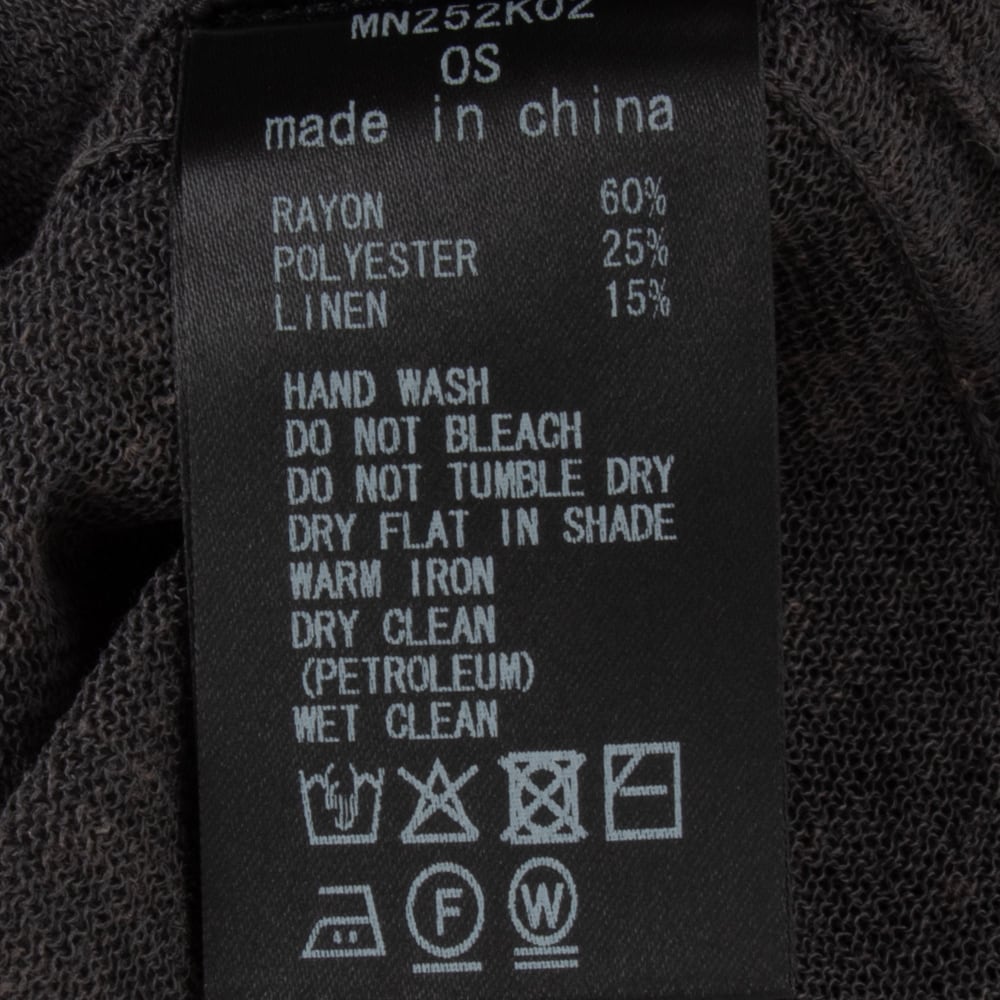 MN252K02
OS
made in china
RAYON 60%
POLYESTER 25%
LINEN 15%
HAND WASH
DO NOT BLEACH
DO NOT TUMBLE DRY
DRY FLAT IN SHADE
WARM IRON
DRY CLEAN
(PETROLEUM)
WET CLEAN
F W